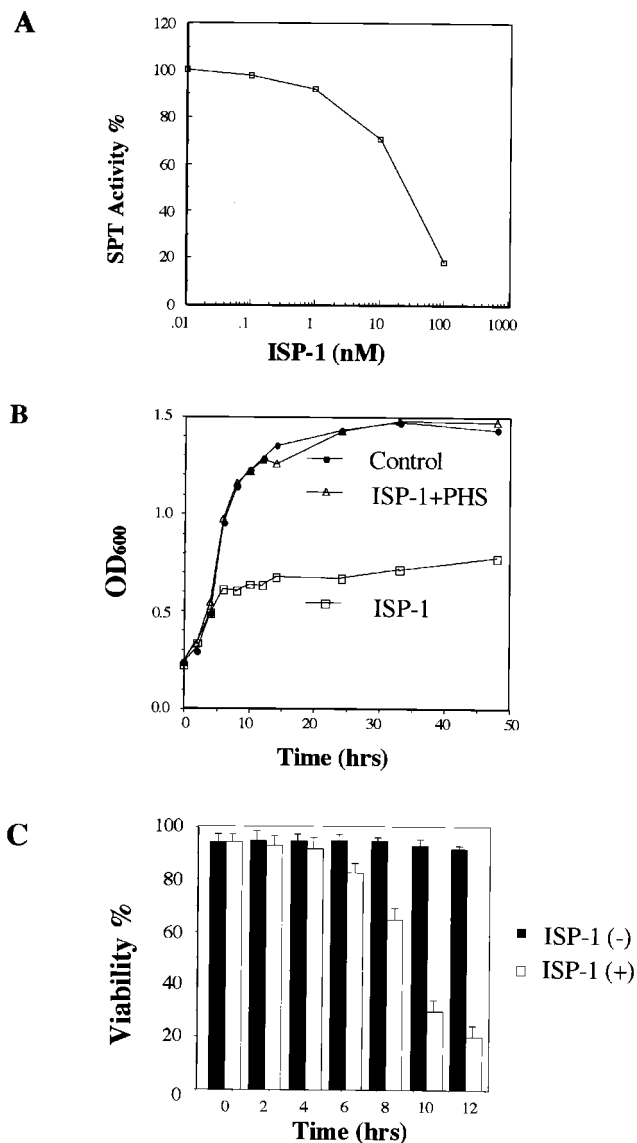 A
120
100
80
60
40
20
0
SPT Activity %
.01 .1 1 10 100 1000
ISP-1 (nM)
B
1.5
1.0
0.5
0.0
OD600
Control
ISP-1+PHS
ISP-1
0 10 20 30 40 50
Time (hrs)
C
100
80
60
40
20
0
Viability %
ISP-1 (-)
ISP-1 (+)
0 2 4 6 8 10 12
Time (hrs)